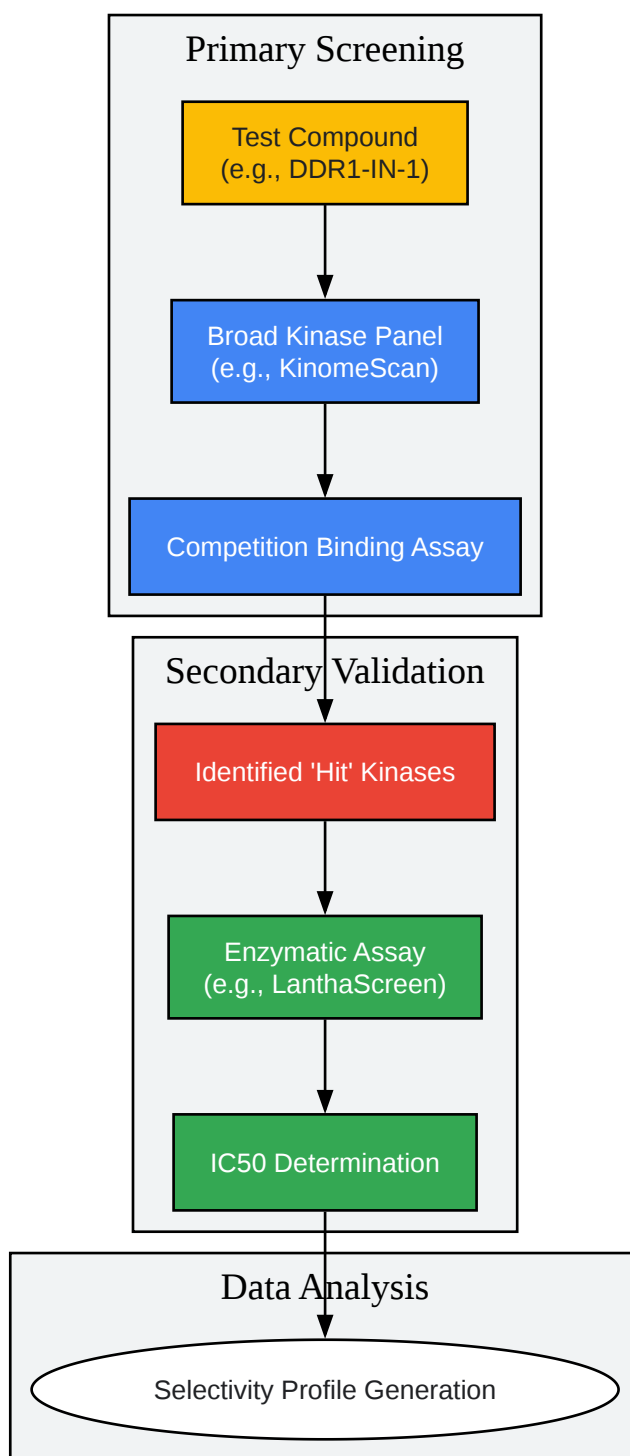 Primary Screening
Test Compound
(e.g., DDR1-IN-1)
Broad Kinase Panel
(e.g., KinomeScan)
Competition Binding Assay
Secondary Validation
Identified 'Hit' Kinases
Enzymatic Assay
(e.g., LanthaScreen)
IC50 Determination
Data Analysis
Selectivity Profile Generation